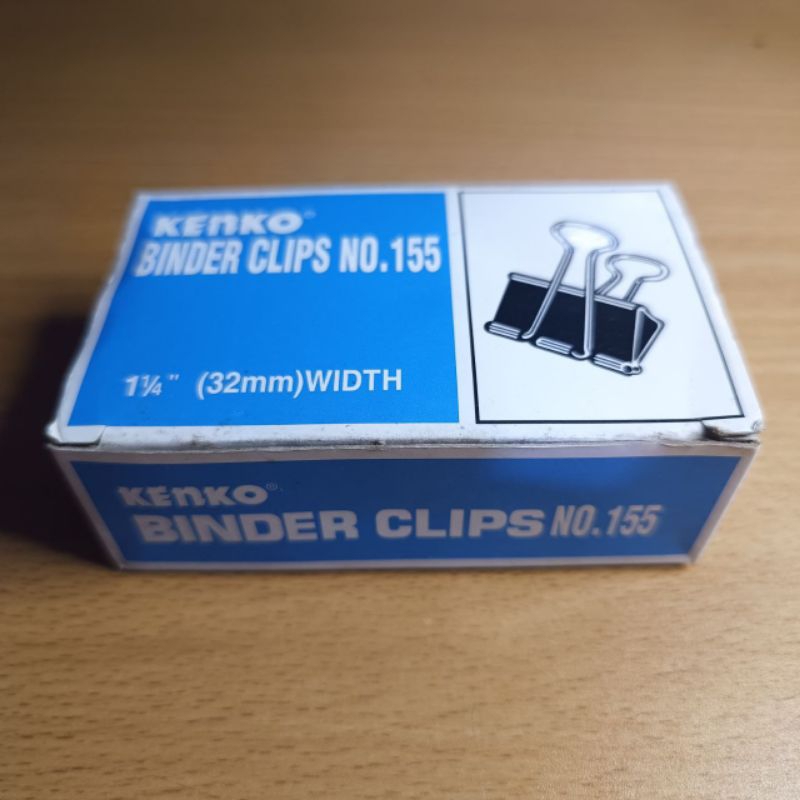 KENKO
BINDER CLIPS NO.155
1¼" (32mm)WIDTH
KENKO®
BINDER CLIPS NO.155